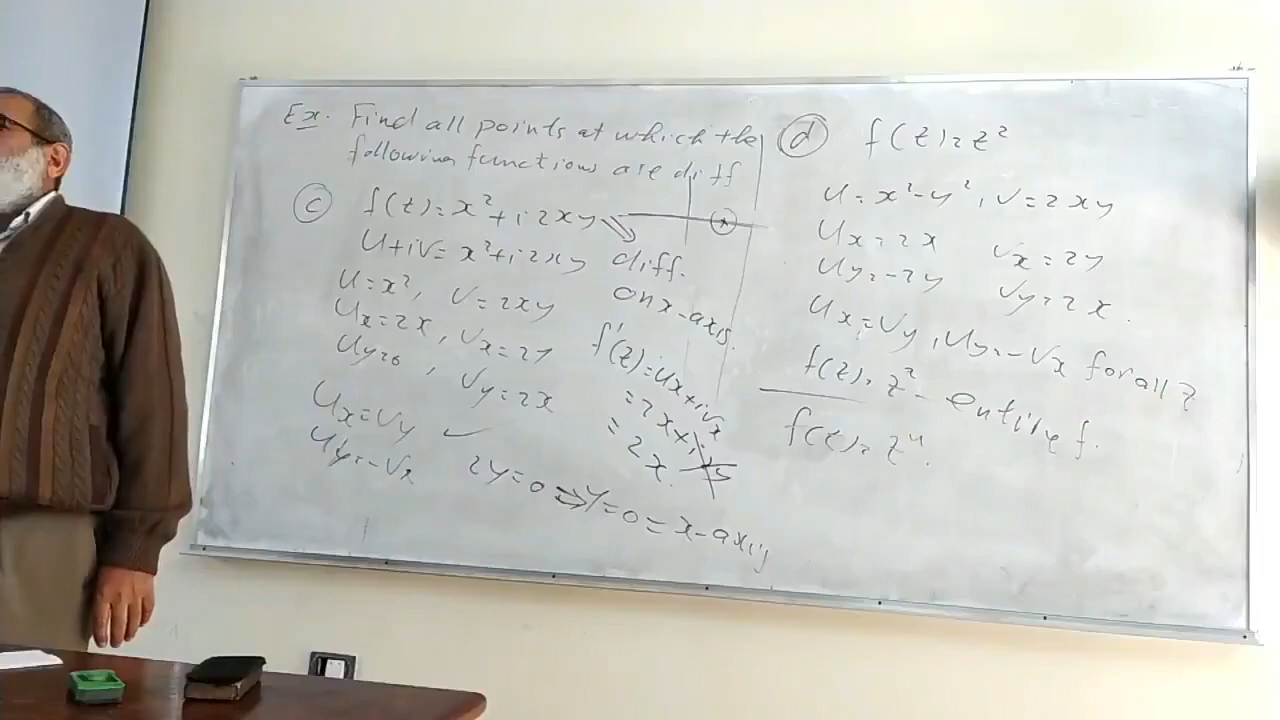 Ex. Find all points at which the
following functions are diff
(c) f(z) = x² + i 2xy
U + iV = x² + i 2xy
U = x², V = 2xy
Ux = 2x, Vx = 2y
Uy = 0, Vy = 2x
Ux = Vy ✓
Uy = -Vx 2y = 0 ⇒ y = 0 = x-axis
diff.
on x-axis.
f'(z) = Ux + iVx
= 2x + i 2y
= 2x.
(d) f(z) = z²
U = x² - y², V = 2xy
Ux = 2x Vx = 2y
Uy = -2y Vy = 2x.
Ux = Vy, Uy = -Vx for all z
f(z) = z² - entire f.
f(z) = z⁴.